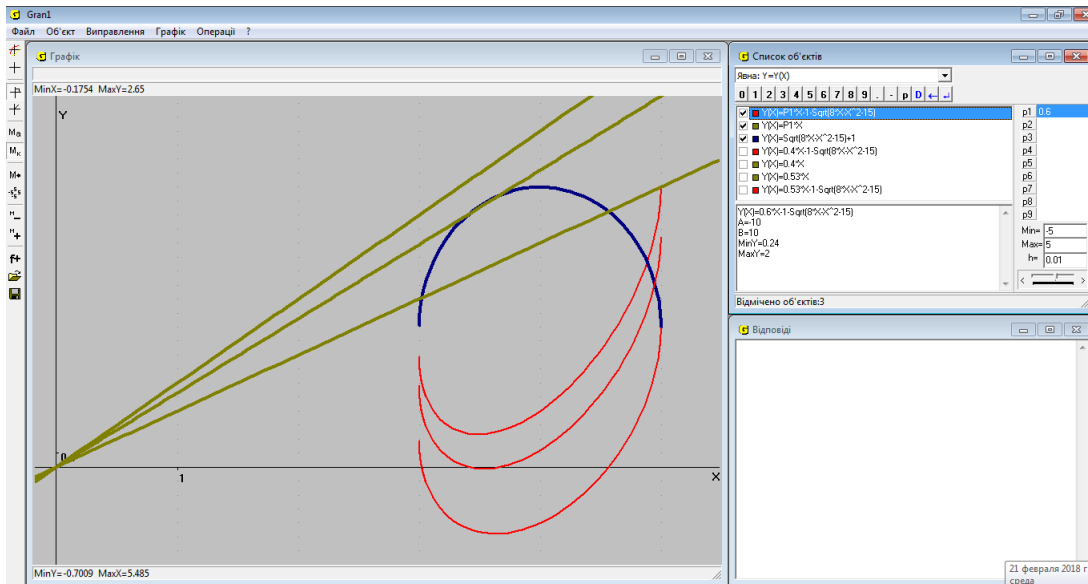 Gran1
Файл Об'єкт Виправлення Графік Операції ?
Графік
MinX=-0.1754 MaxY=2.65
Y
0
1
X
MinY=-0.7009 MaxX=5.485
Список об'єктів
Явна: Y=Y(X)
0 1 2 3 4 5 6 7 8 9 . - p D ← ↲
Y(X)=P1*X-1-Sqrt(8*X-X^2-15)
Y(X)=P1*X
Y(X)=Sqrt(8*X-X^2-15)+1
Y(X)=0.4*X-1-Sqrt(8*X-X^2-15)
Y(X)=0.4*X
Y(X)=0.53*X
Y(X)=0.53*X-1-Sqrt(8*X-X^2-15)
p1 0.6
p2
p3
p4
p5
p6
p7
p8
p9
Min= -5
Max= 5
h= 0.01
Y(X)=0.6*X-1-Sqrt(8*X-X^2-15)
A=-10
B=10
MinY=0.24
MaxY=2
Відмічено об'єктів:3
Відповіді
Ma
Mк
M+
f+
21 февраля 2018 г
среда